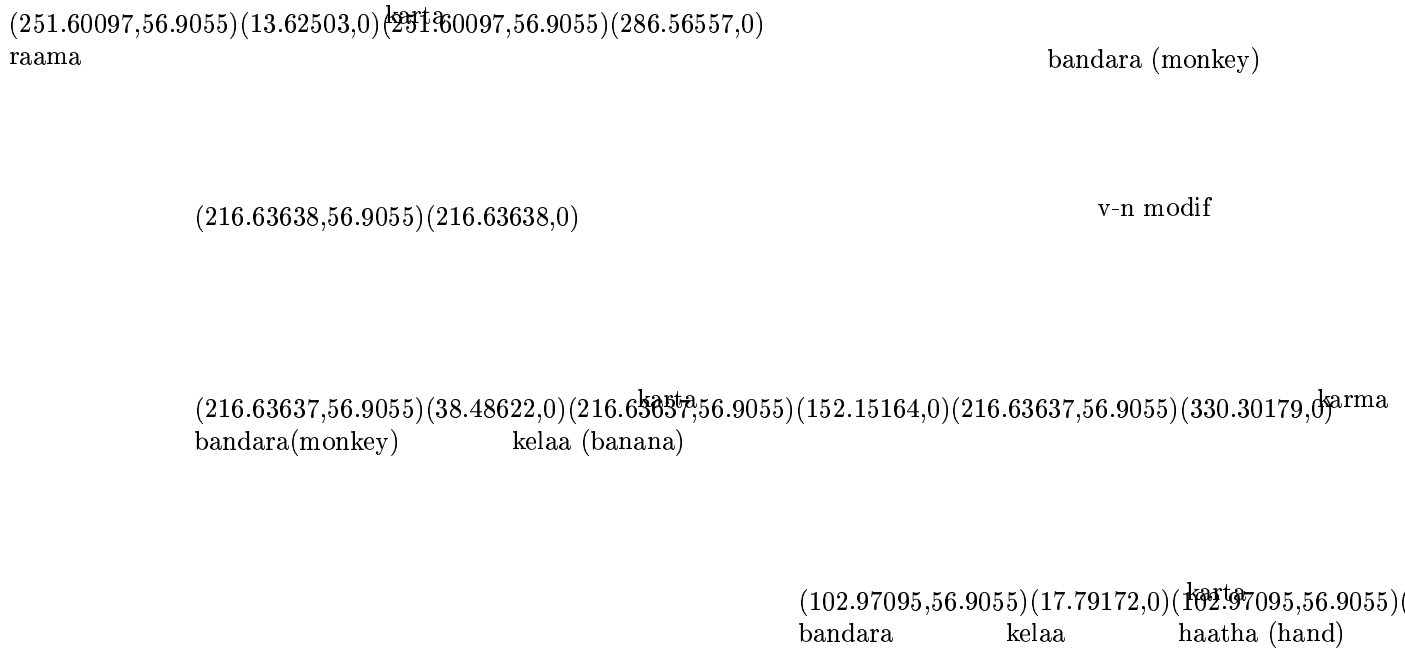 karta
(251.60097,56.9055)(13.62503,0)(251.60097,56.9055)(286.56557,0)
raama
bandara (monkey)
(216.63638,56.9055)(216.63638,0)
v-n modif
karta
(216.63637,56.9055)(38.48622,0)(216.63637,56.9055)(152.15164,0)(216.63637,56.9055)(330.30179,0)
karma
bandara(monkey) kelaa (banana)
karta
(102.97095,56.9055)(17.79172,0)(102.97095,56.9055)(
bandara kelaa haatha (hand)